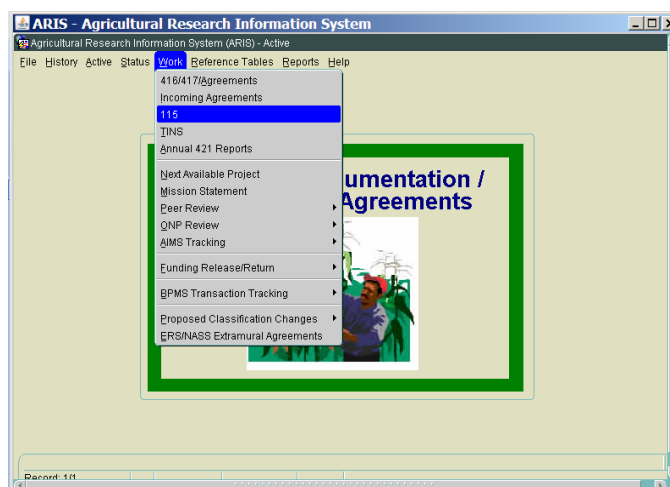 ARIS - Agricultural Research Information System
Agricultural Research Information System (ARIS) - Active
File History Active Status Work Reference Tables Reports Help
416/417/Agreements
Incoming Agreements
115
TINS
Annual 421 Reports
Next Available Project
Mission Statement
Peer Review
ONP Review
AIMS Tracking
Funding Release/Return
BPMS Transaction Tracking
Proposed Classification Changes
ERS/NASS Extramural Agreements
umentation /
Agreements
Record: 1/1